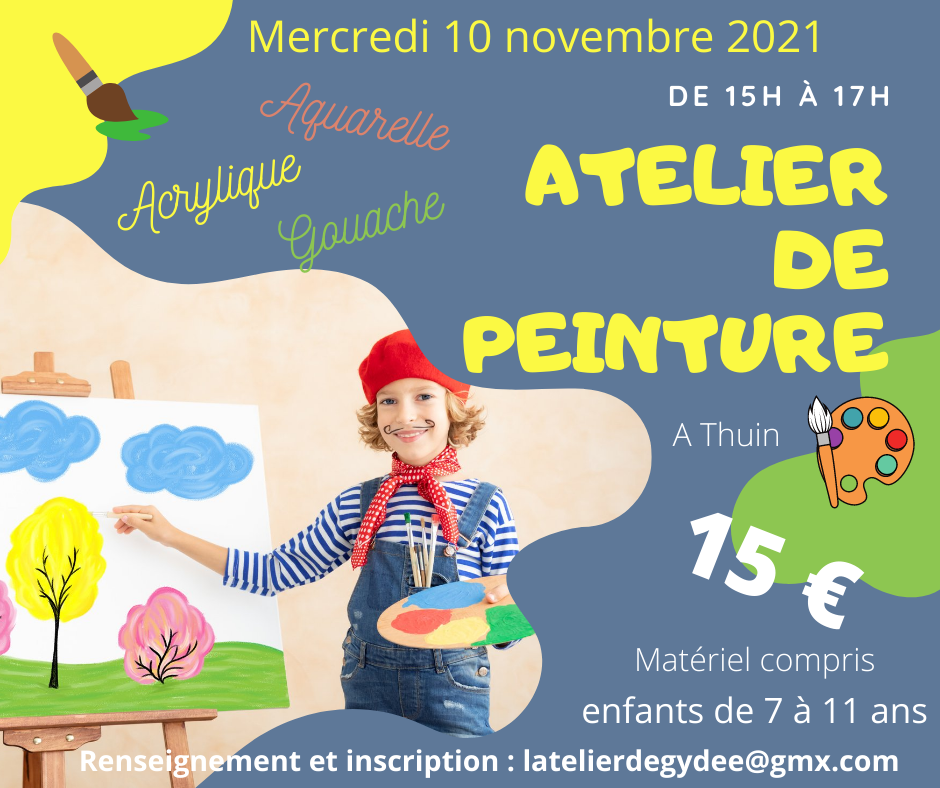 Mercredi 10 novembre 2021
DE 15H À 17H
Aquarelle
Acrylique
Gouache
ATELIER
DE
PEINTURE
A Thuin
15 €
Matériel compris
enfants de 7 à 11 ans
Renseignement et inscription : latelierdegydee@gmx.com